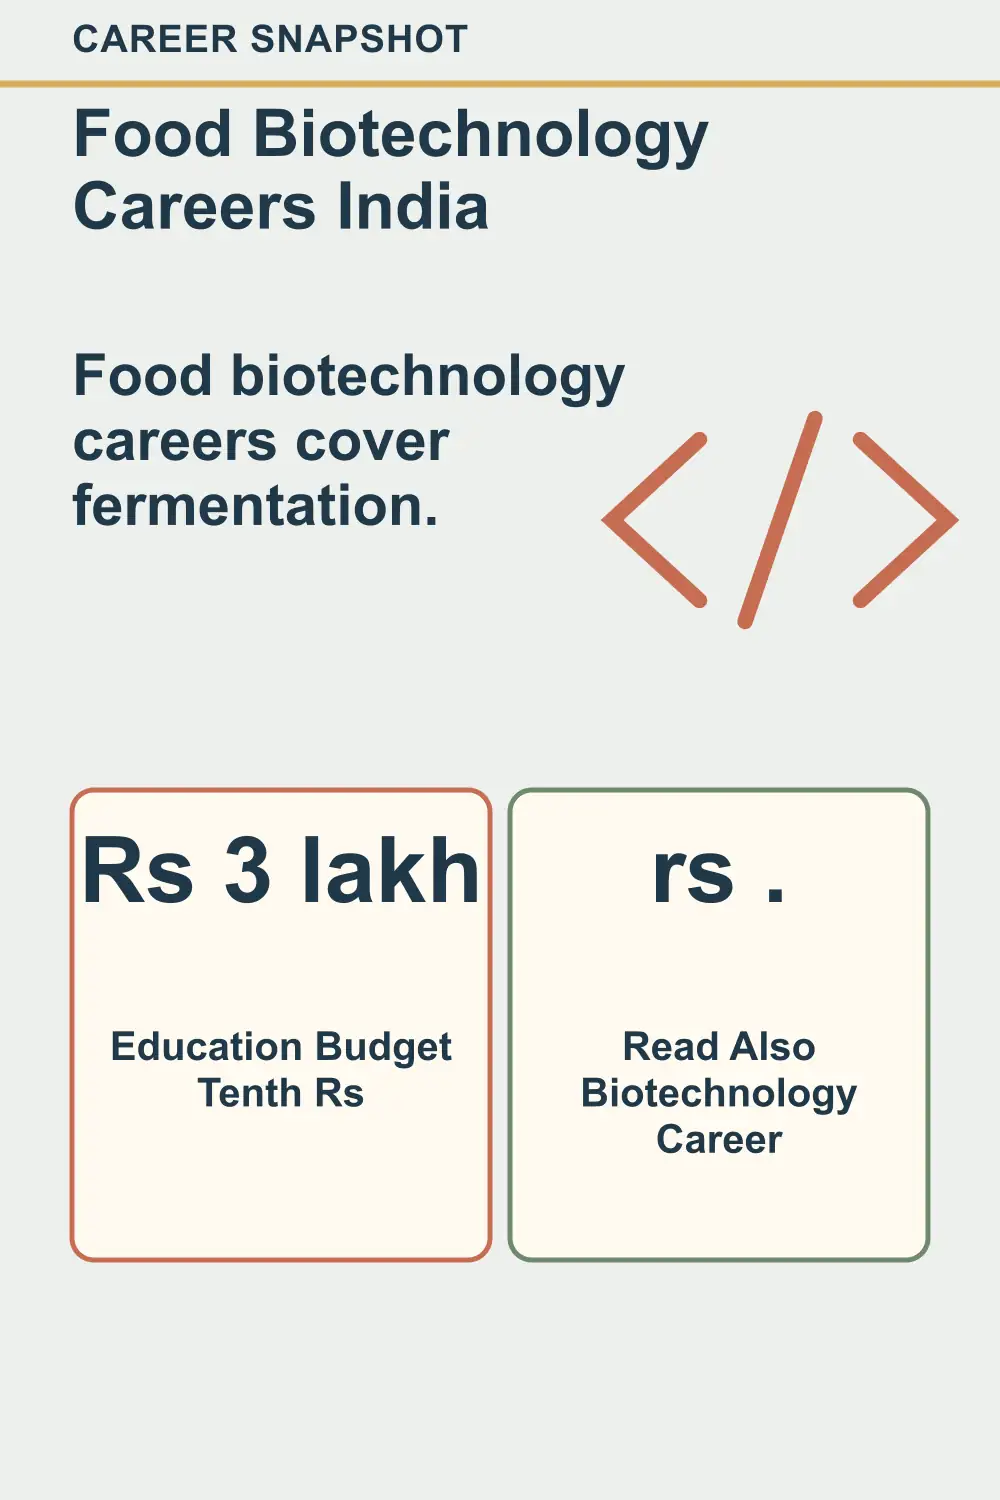 CAREER SNAPSHOT
Food Biotechnology
Careers India
Food biotechnology
careers cover
fermentation.
Rs 3 lakh
Education Budget
Tenth Rs
rs .
Read Also
Biotechnology
Career